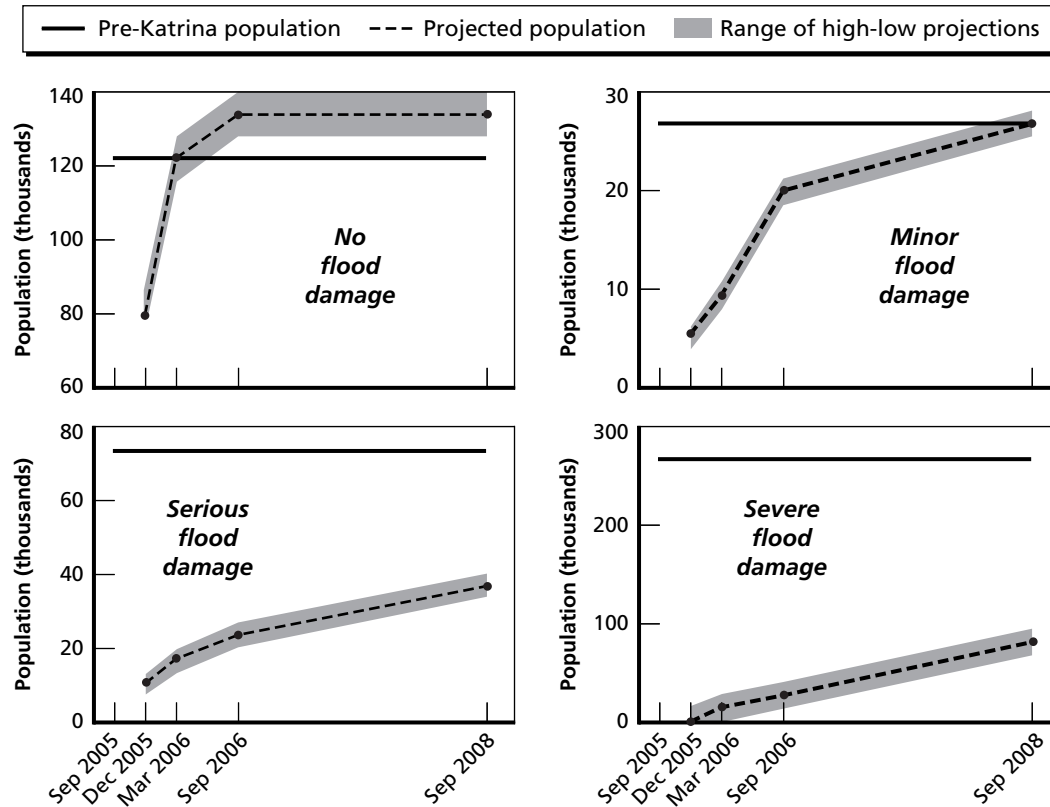 Pre-Katrina population
Projected population
Range of high-low projections
Population (thousands)
140
120
100
80
60
No
flood
damage
Population (thousands)
30
20
10
0
Minor
flood
damage
Population (thousands)
80
60
40
20
0
Serious
flood
damage
Sep 2005
Dec 2005
Mar 2006
Sep 2006
Sep 2008
Population (thousands)
300
200
100
0
Severe
flood
damage
Sep 2005
Dec 2005
Mar 2006
Sep 2006
Sep 2008